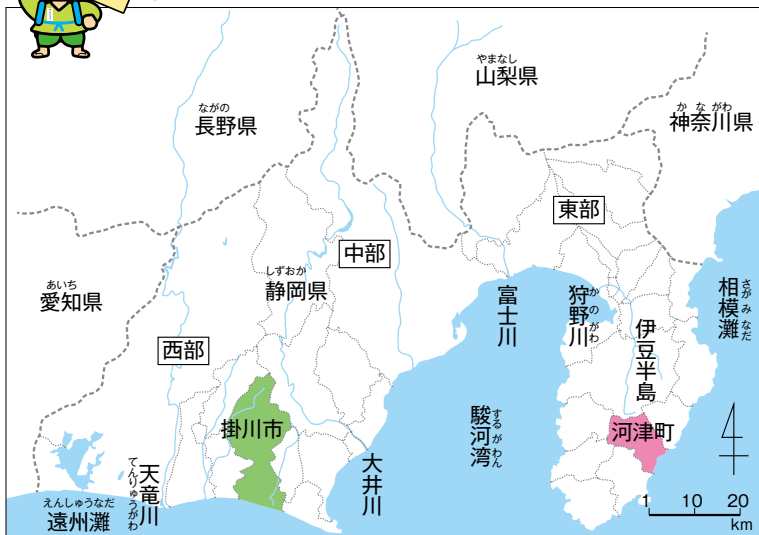 やまなし
山梨県
ながの
長野県
かながわ
神奈川県
東部
中部
しずおか
静岡県
あいち
愛知県
西部
富士川
かのがわ
狩野川
伊豆半島
さがみなだ
相模灘
掛川市
するがわん
駿河湾
河津町
大井川
てんりゅうがわ
天竜川
えんしゅうなだ
遠州灘
1 10 20
km